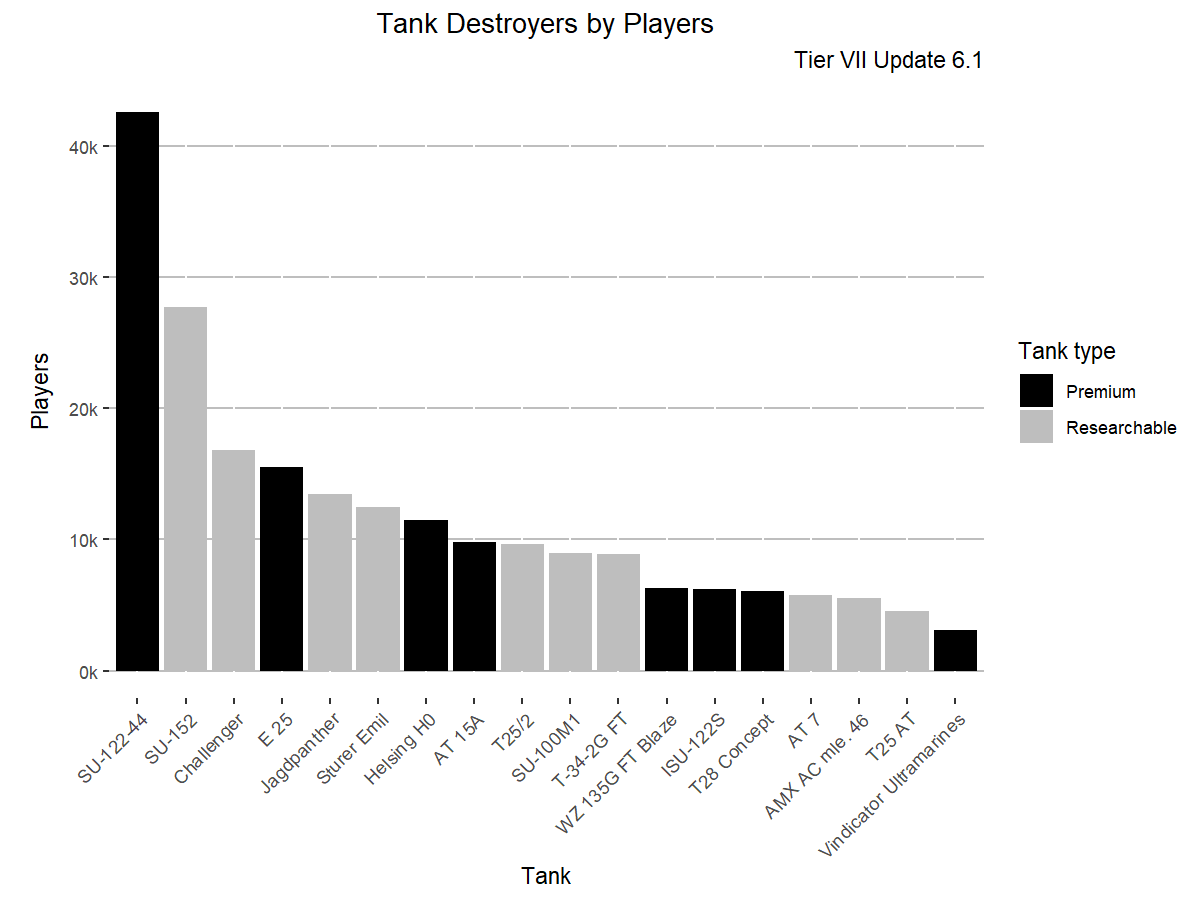 Tank Destroyers by Players
Tier VII Update 6.1
Players
40k
30k
20k
10k
0k
SU-122-44
SU-152
Challenger
E 25
Jagdpanther
Sturer Emil
Helsing H0
AT 15A
T25/2
SU-100M1
T-34-2G FT
WZ 135G FT Blaze
ISU-122S
T28 Concept
AT 7
AMX AC mle. 46
T25 AT
Vindicator Ultramarines
Tank
Tank type
Premium
Researchable